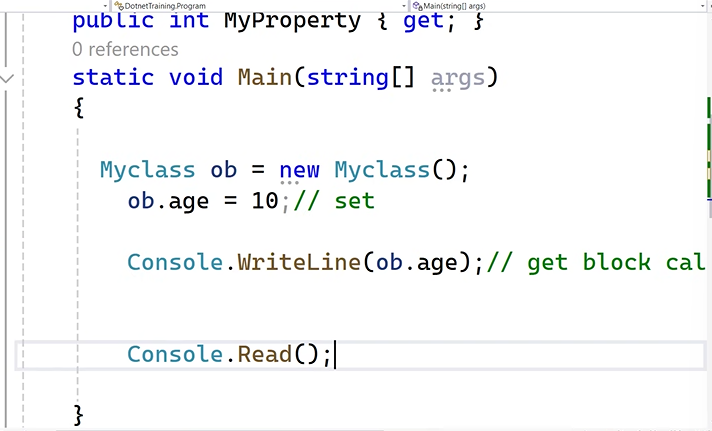 DotnetTraining.Program Main(string[] args)
public int MyProperty { get; }
0 references
static void Main(string[] args)
{
Myclass ob = new Myclass();
ob.age = 10;// set
Console.WriteLine(ob.age);// get block cal
Console.Read();
}